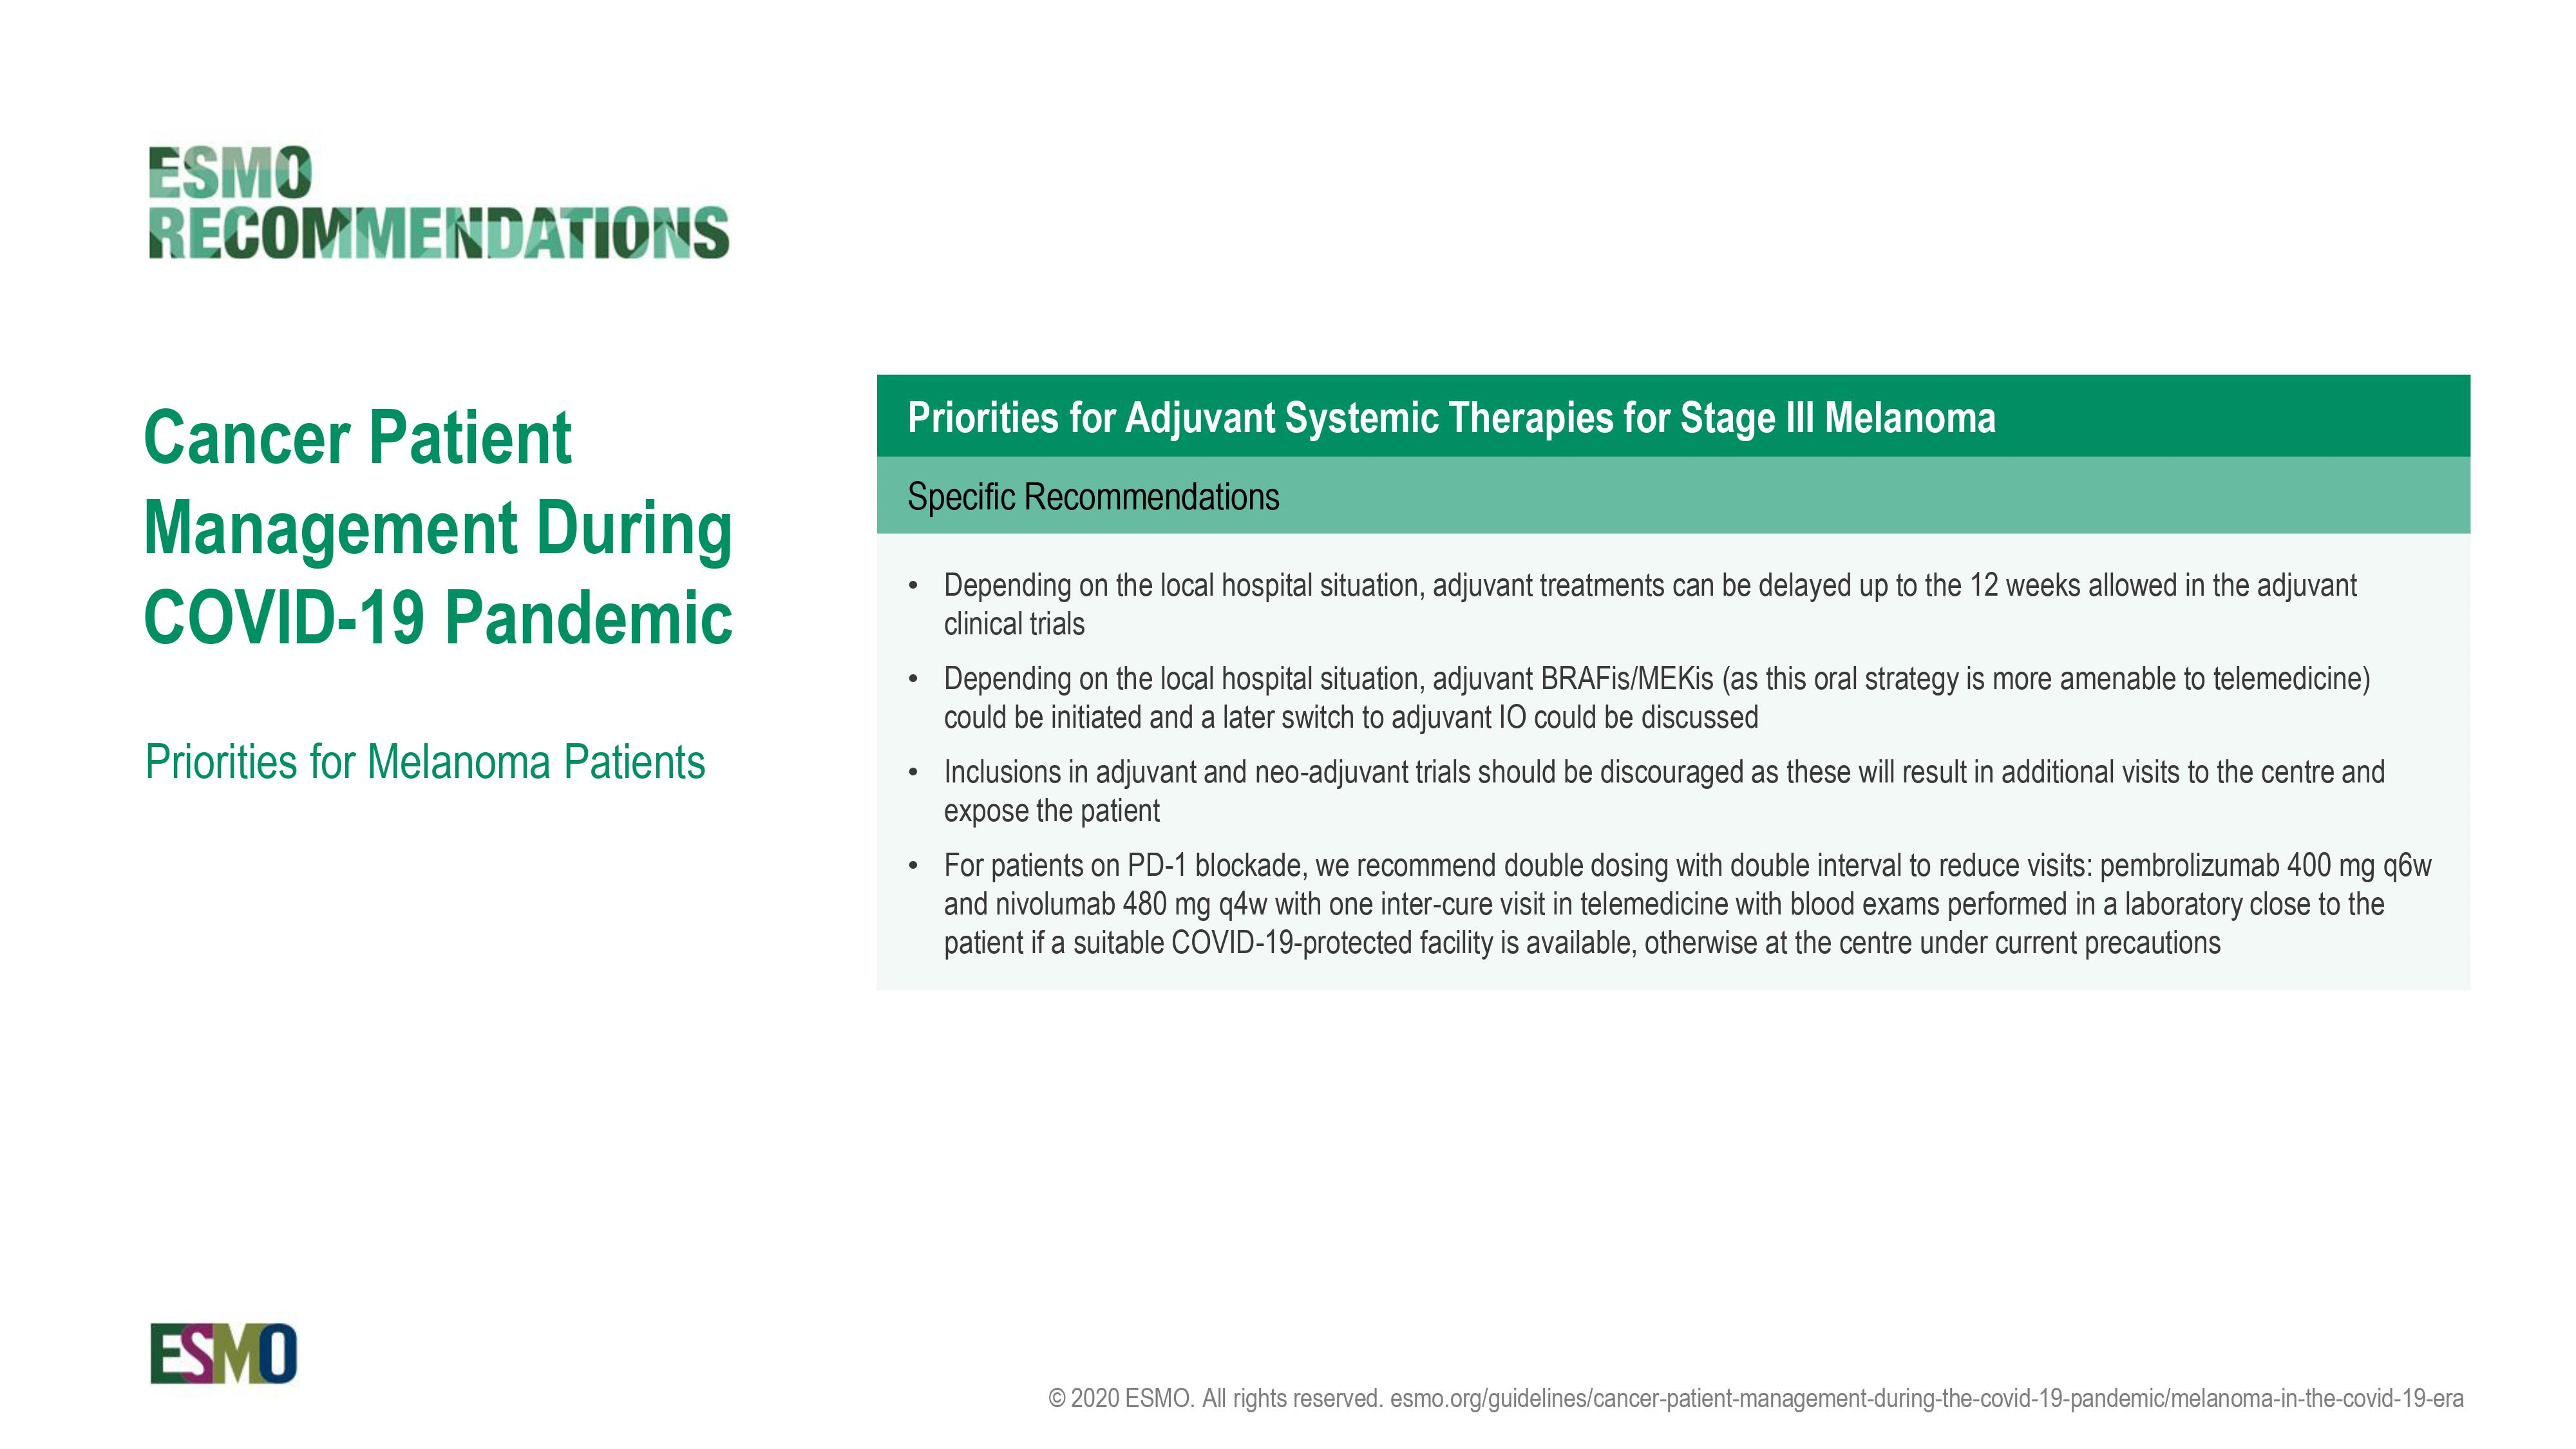 ESMO
RECOMMENDATIONS
Cancer Patient
Management During
COVID-19 Pandemic
Priorities for Melanoma Patients
Priorities for Adjuvant Systemic Therapies for Stage III Melanoma
Specific Recommendations
• Depending on the local hospital situation, adjuvant treatments can be delayed up to the 12 weeks allowed in the adjuvant
clinical trials
• Depending on the local hospital situation, adjuvant BRAFis/MEKis (as this oral strategy is more amenable to telemedicine)
could be initiated and a later switch to adjuvant IO could be discussed
• Inclusions in adjuvant and neo-adjuvant trials should be discouraged as these will result in additional visits to the centre and
expose the patient
• For patients on PD-1 blockade, we recommend double dosing with double interval to reduce visits: pembrolizumab 400 mg q6w
and nivolumab 480 mg q4w with one inter-cure visit in telemedicine with blood exams performed in a laboratory close to the
patient if a suitable COVID-19-protected facility is available, otherwise at the centre under current precautions
ESMO
© 2020 ESMO. All rights reserved. esmo.org/guidelines/cancer-patient-management-during-the-covid-19-pandemic/melanoma-in-the-covid-19-era